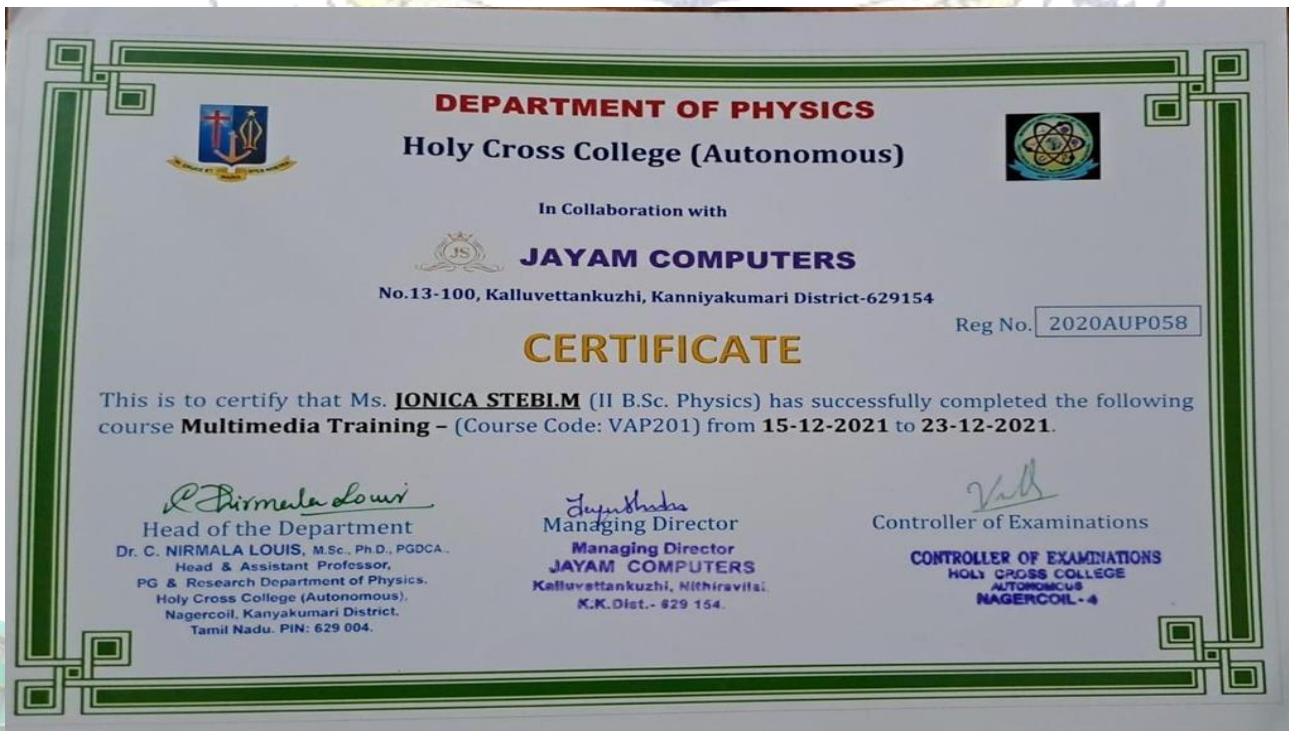 DEPARTMENT OF PHYSICS
Holy Cross College (Autonomous)
In Collaboration with
JS
JAYAM COMPUTERS
No.13-100, Kalluvettankuzhi, Kanniyakumari District-629154
Reg No. 2020AUP058
CERTIFICATE
This is to certify that Ms. JONICA STEBI.M (II B.Sc. Physics) has successfully completed the following
course Multimedia Training – (Course Code: VAP201) from 15-12-2021 to 23-12-2021.
C Nirmala Louis
Head of the Department
Dr. C. NIRMALA LOUIS, M.Sc., Ph.D., PGDCA.,
Head & Assistant Professor,
PG & Research Department of Physics.
Holy Cross College (Autonomous),
Nagercoil, Kanyakumari District.
Tamil Nadu. PIN: 629 004.
Managing Director
Managing Director
JAYAM COMPUTERS
Kalluvettankuzhi, Nithiravilai.
K.K.Dist.- 629 154.
Controller of Examinations
CONTROLLER OF EXAMINATIONS
HOLY CROSS COLLEGE
AUTONOMOUS
NAGERCOIL - 4